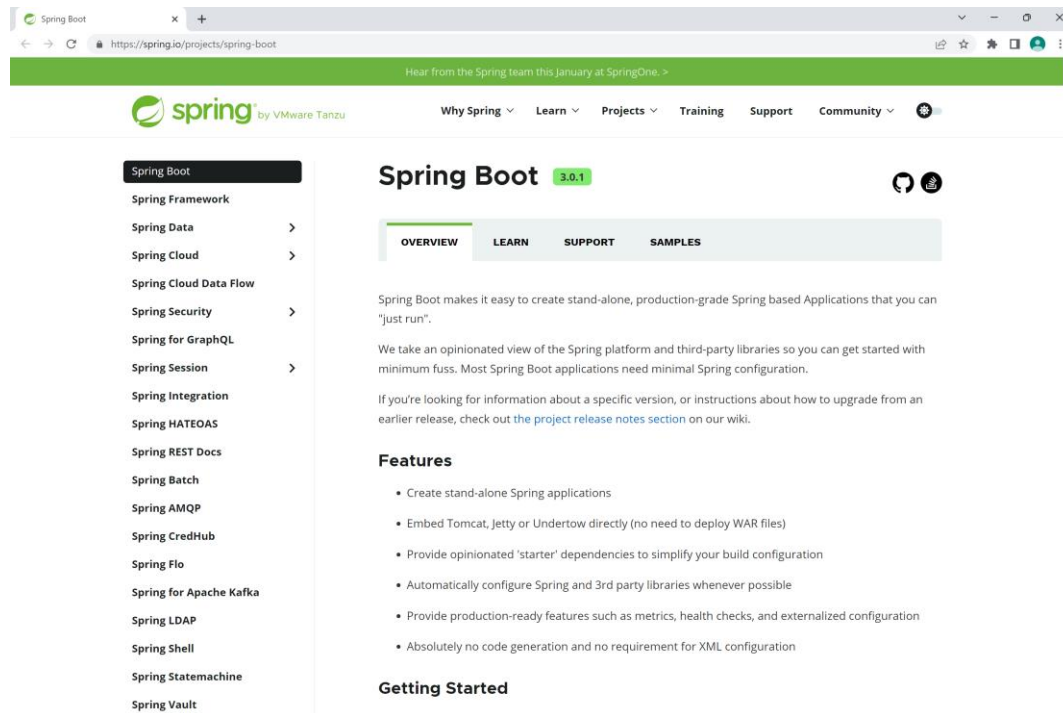 Spring Boot
https://spring.io/projects/spring-boot
Hear from the Spring team this January at SpringOne. >
spring by VMware Tanzu
Why Spring Learn Projects Training Support Community
Spring Boot
Spring Framework
Spring Data
Spring Cloud
Spring Cloud Data Flow
Spring Security
Spring for GraphQL
Spring Session
Spring Integration
Spring HATEOAS
Spring REST Docs
Spring Batch
Spring AMQP
Spring CredHub
Spring Flo
Spring for Apache Kafka
Spring LDAP
Spring Shell
Spring Statemachine
Spring Vault
Spring Boot 3.0.1
OVERVIEW LEARN SUPPORT SAMPLES
Spring Boot makes it easy to create stand-alone, production-grade Spring based Applications that you can
"just run".
We take an opinionated view of the Spring platform and third-party libraries so you can get started with
minimum fuss. Most Spring Boot applications need minimal Spring configuration.
If you're looking for information about a specific version, or instructions about how to upgrade from an
earlier release, check out the project release notes section on our wiki.
Features
• Create stand-alone Spring applications
• Embed Tomcat, Jetty or Undertow directly (no need to deploy WAR files)
• Provide opinionated 'starter' dependencies to simplify your build configuration
• Automatically configure Spring and 3rd party libraries whenever possible
• Provide production-ready features such as metrics, health checks, and externalized configuration
• Absolutely no code generation and no requirement for XML configuration
Getting Started